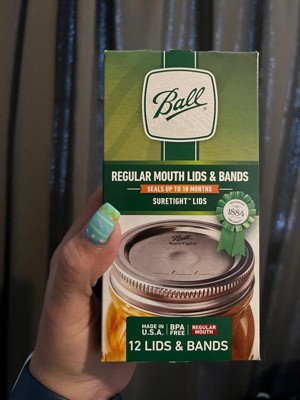 Ball
REGULAR MOUTH LIDS & BANDS
SEALS UP TO 18 MONTHS
SURETIGHT™ LIDS
1884
Ball
SureTight™
MADE IN
U.S.A.
BPA
FREE
REGULAR
MOUTH
12 LIDS & BANDS